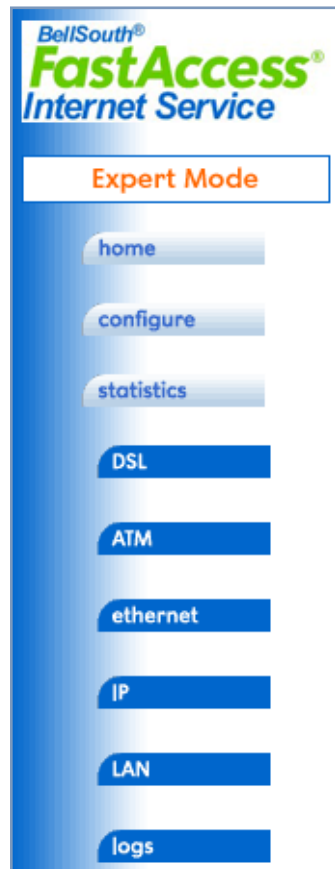 BellSouth®
FastAccess®
Internet Service
Expert Mode
home
configure
statistics
DSL
ATM
ethernet
IP
LAN
logs